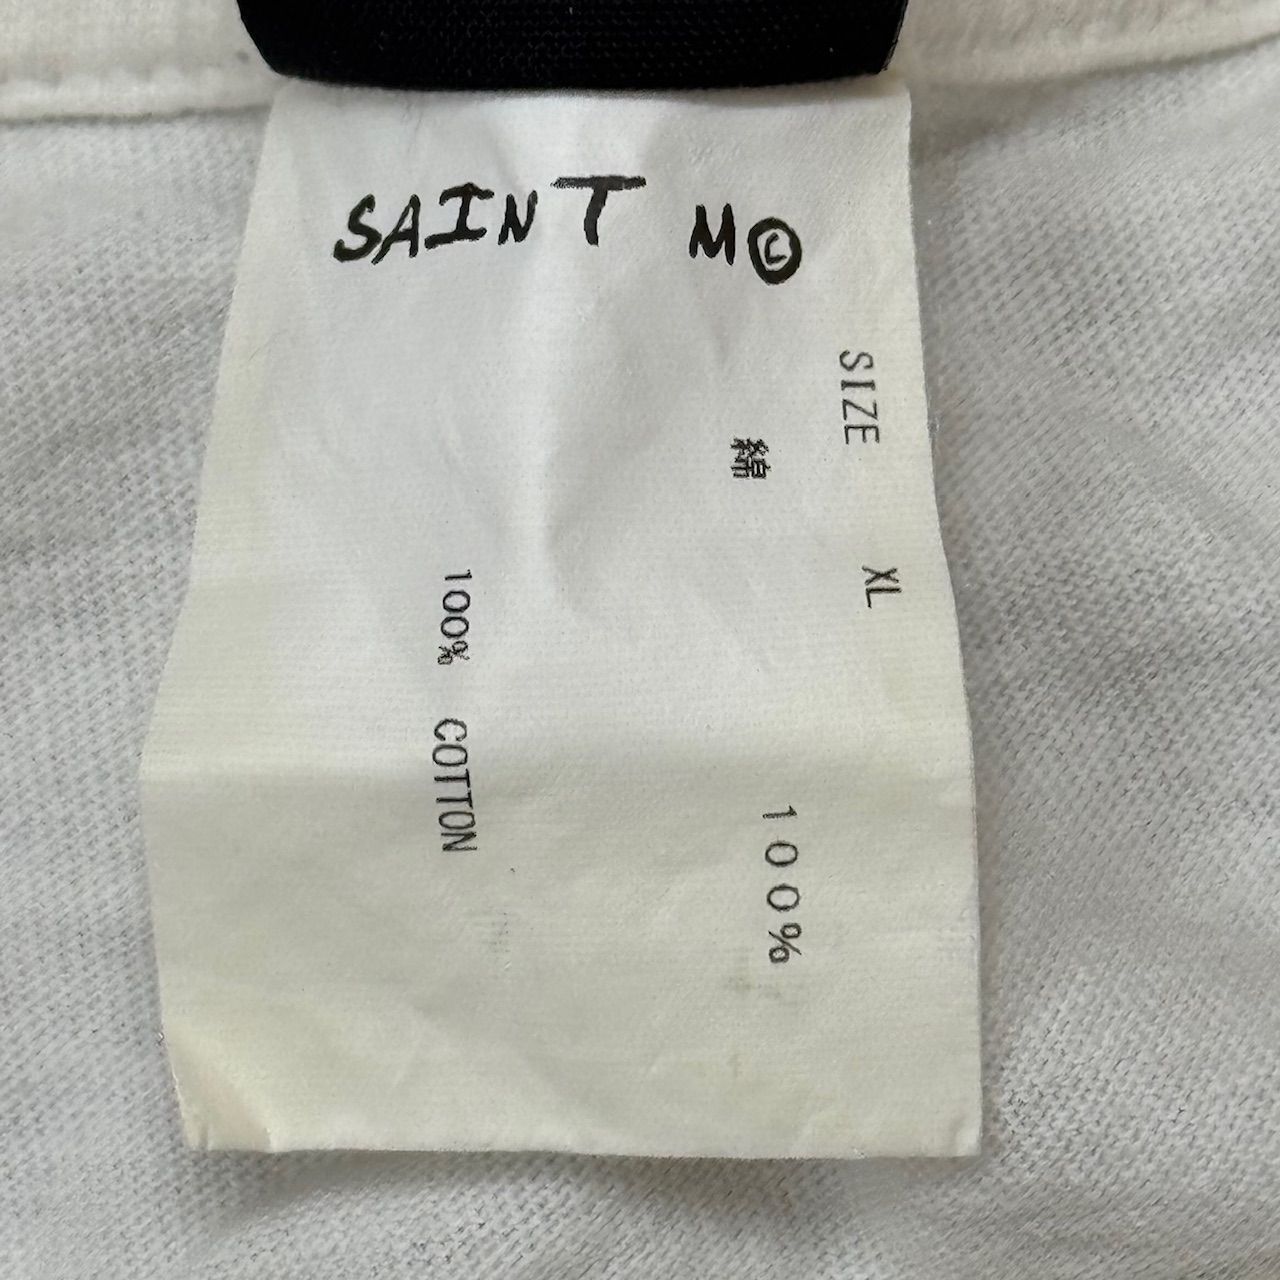 SAINT M©
SIZE XL
綿 100%
100% COTTON